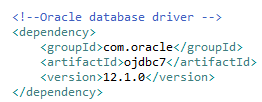 <!--Oracle database driver -->
<dependency>
    <groupId>com.oracle</groupId>
    <artifactId>ojdbc7</artifactId>
    <version>12.1.0</version>
</dependency>